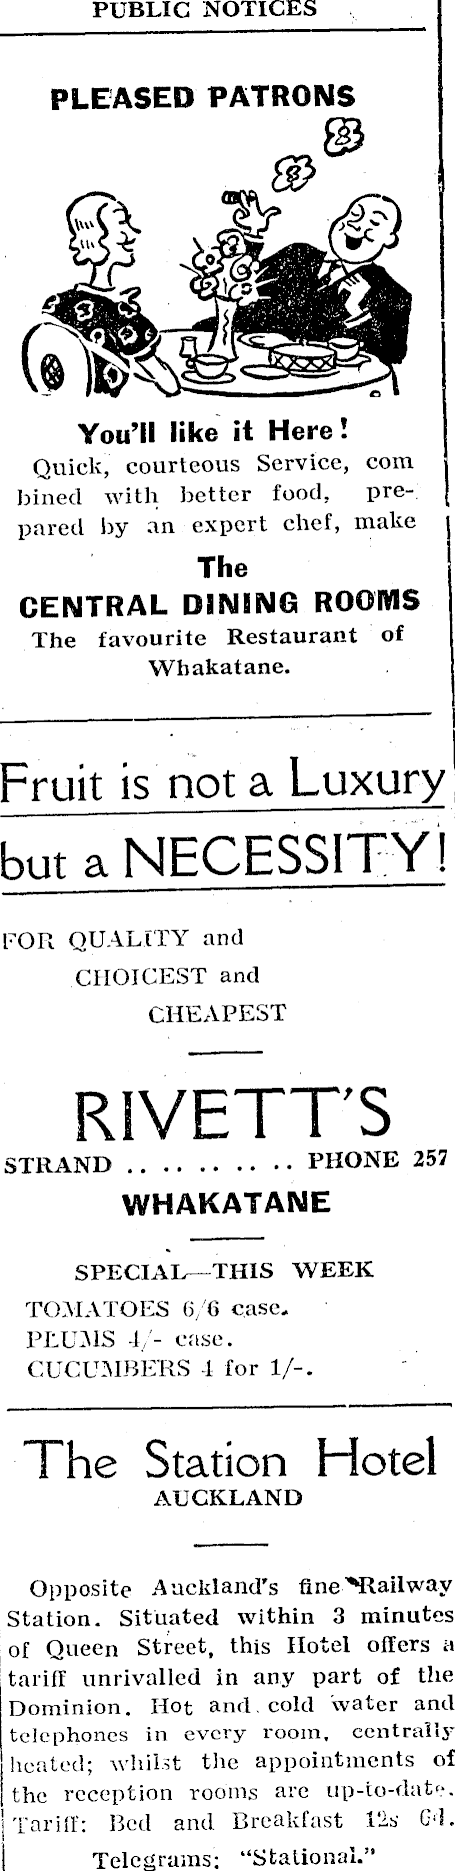 PUBLIC NOTICES
PLEASED PATRONS
You'll like it Here!
Quick, courteous Service, com
bined with better food, pre-
pared by an expert chef, make
The
CENTRAL DINING ROOMS
The favourite Restaurant of
Whakatane.
Fruit is not a Luxury
but a NECESSITY!
FOR QUALITY and
CHOICEST and
CHEAPEST
RIVETT'S
STRAND .. .. .. .. .. PHONE 257
WHAKATANE
SPECIAL—THIS WEEK
TOMATOES 6/6 case.
PLUMS 4/- case.
CUCUMBERS 4 for 1/-.
The Station Hotel
AUCKLAND
Opposite Auckland's fine Railway
Station. Situated within 3 minutes
of Queen Street, this Hotel offers a
tariff unrivalled in any part of the
Dominion. Hot and cold water and
telephones in every room, centrally
heated; whilst the appointments of
the reception rooms are up-to-date.
Tariff: Bed and Breakfast 12s 6d.
Telegrams: "Stational."